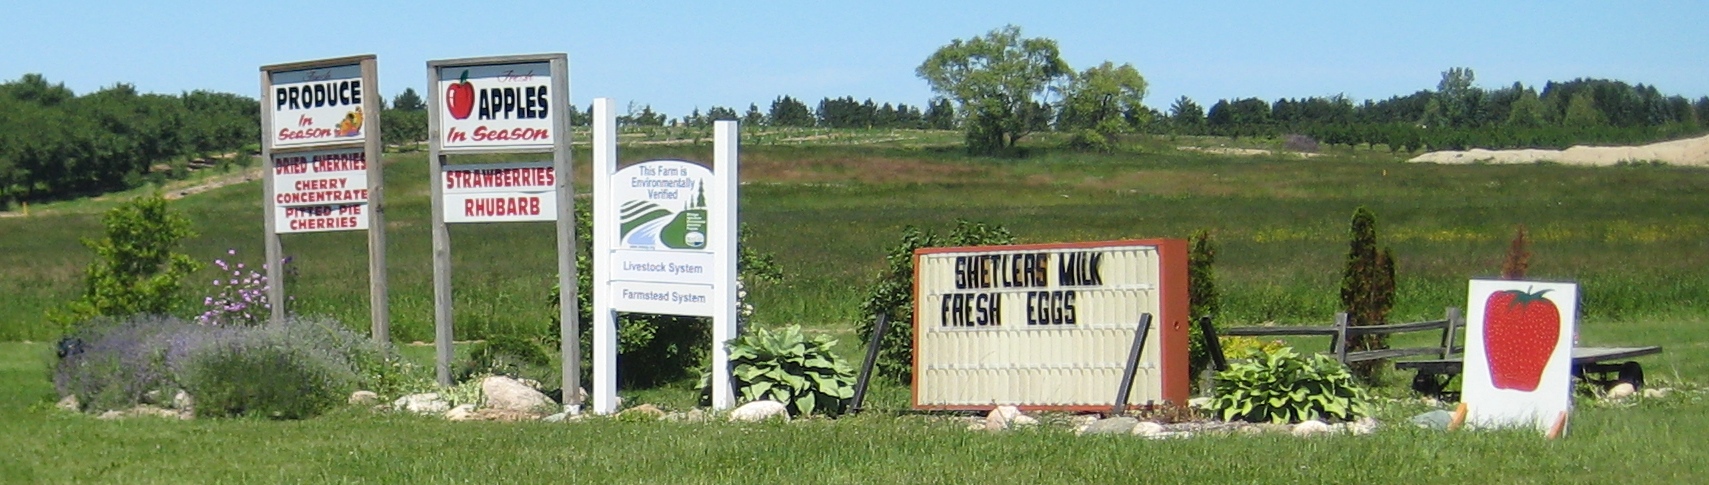 Fresh
PRODUCE
In
Season
DRIED CHERRIES
CHERRY
CONCENTRATE
PITTED PIE
CHERRIES
Fresh
APPLES
In Season
STRAWBERRIES
RHUBARB
This Farm is
Environmentally
Verified
Livestock System
Farmstead System
SHETLERS MILK
FRESH EGGS